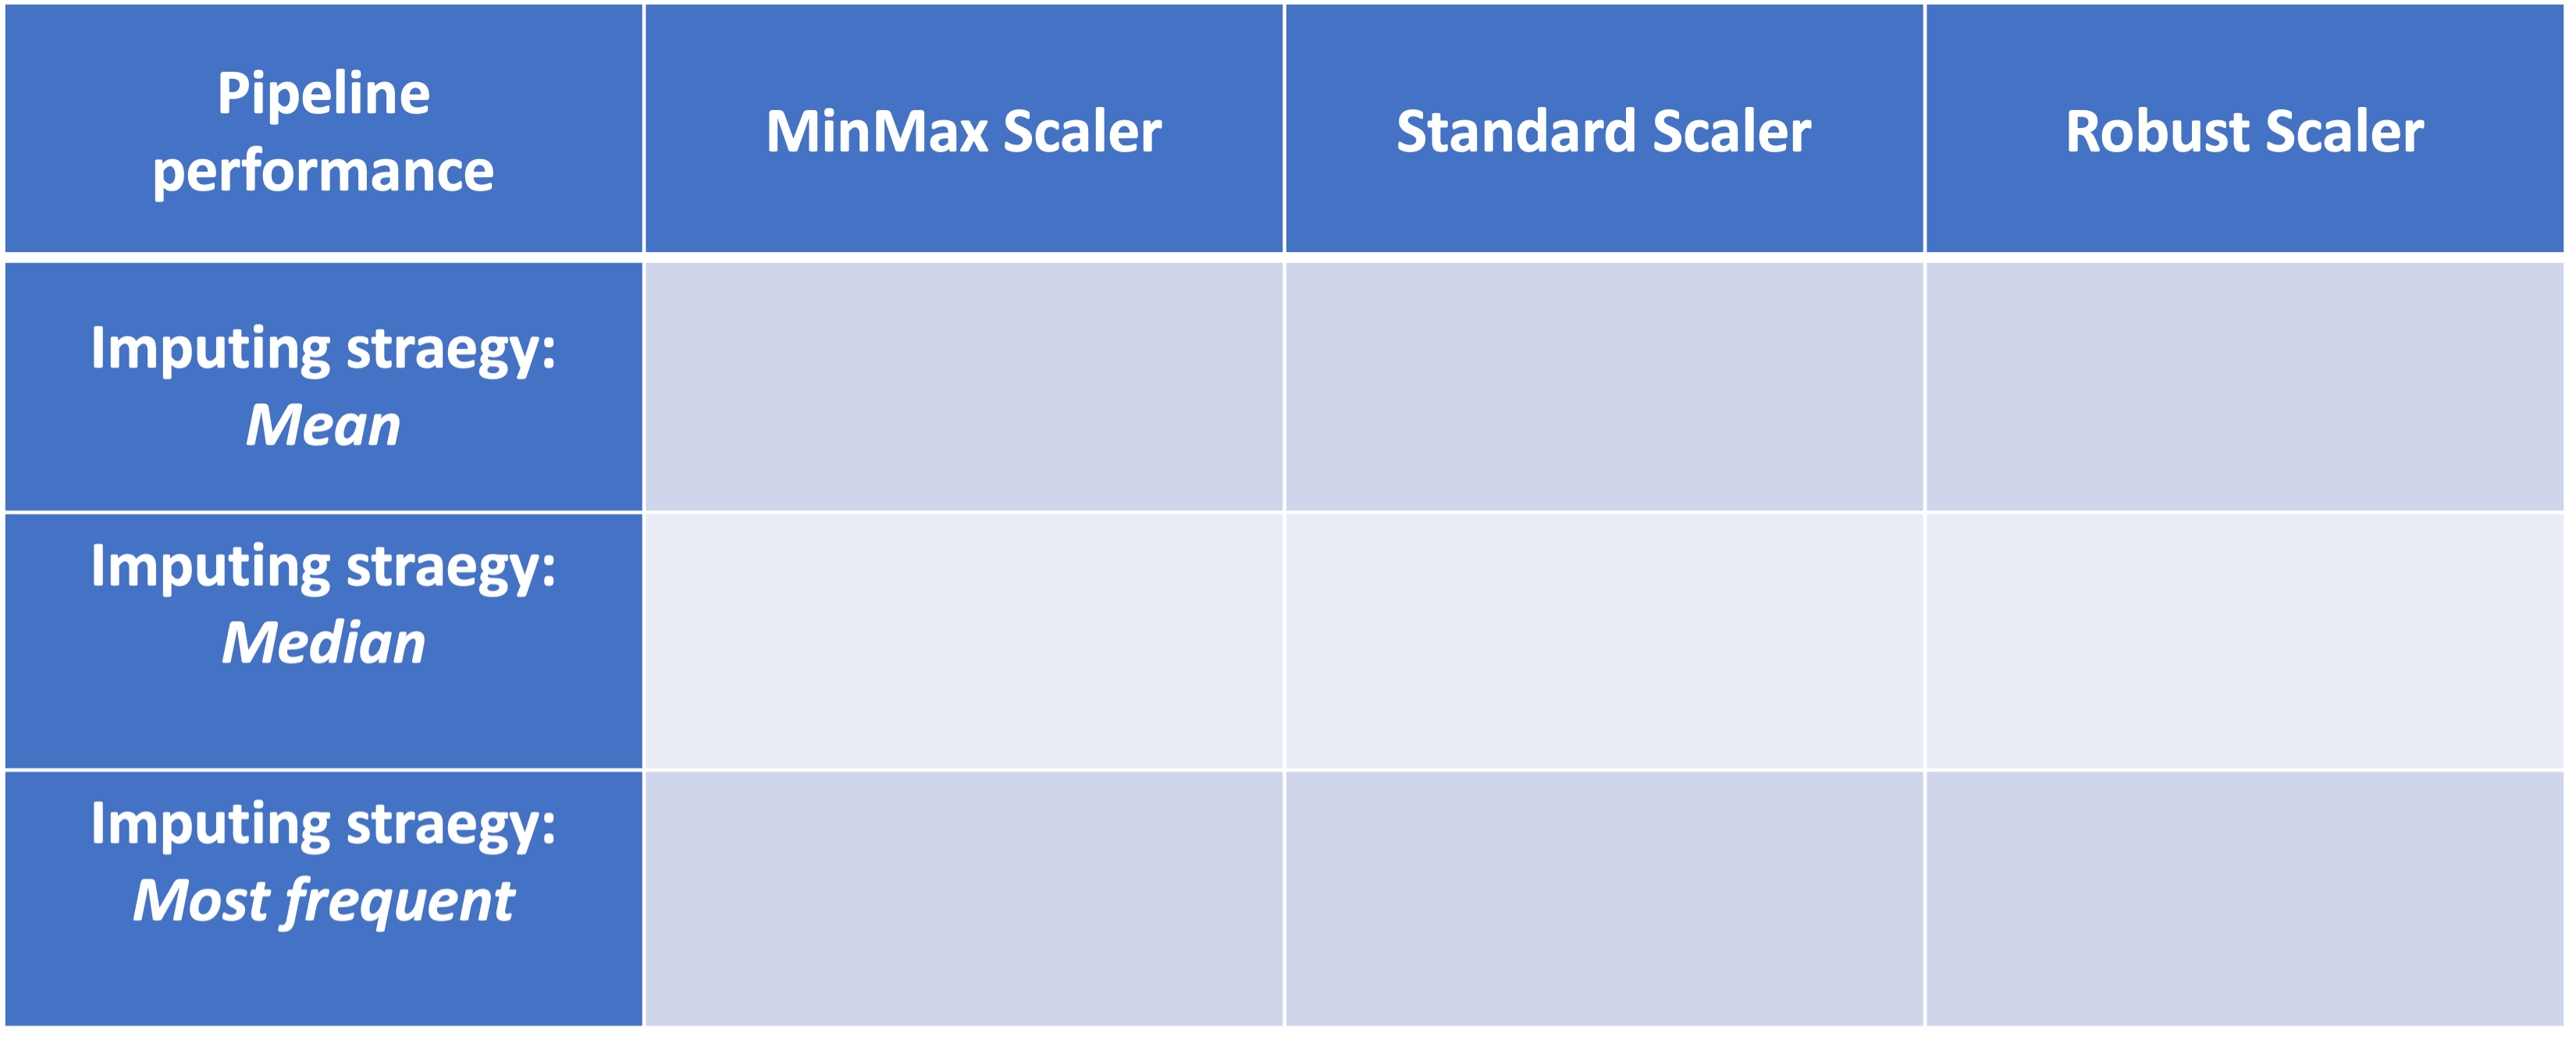 Pipeline
performance
MinMax Scaler
Standard Scaler
Robust Scaler
Imputing straegy:
Mean
Imputing straegy:
Median
Imputing straegy:
Most frequent